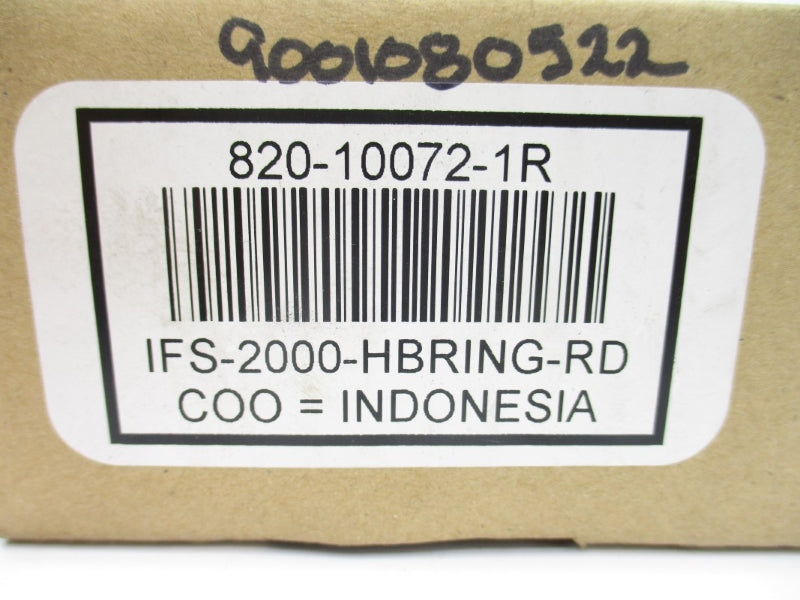 9001080522
820-10072-1R
IFS-2000-HBRING-RD
COO = INDONESIA